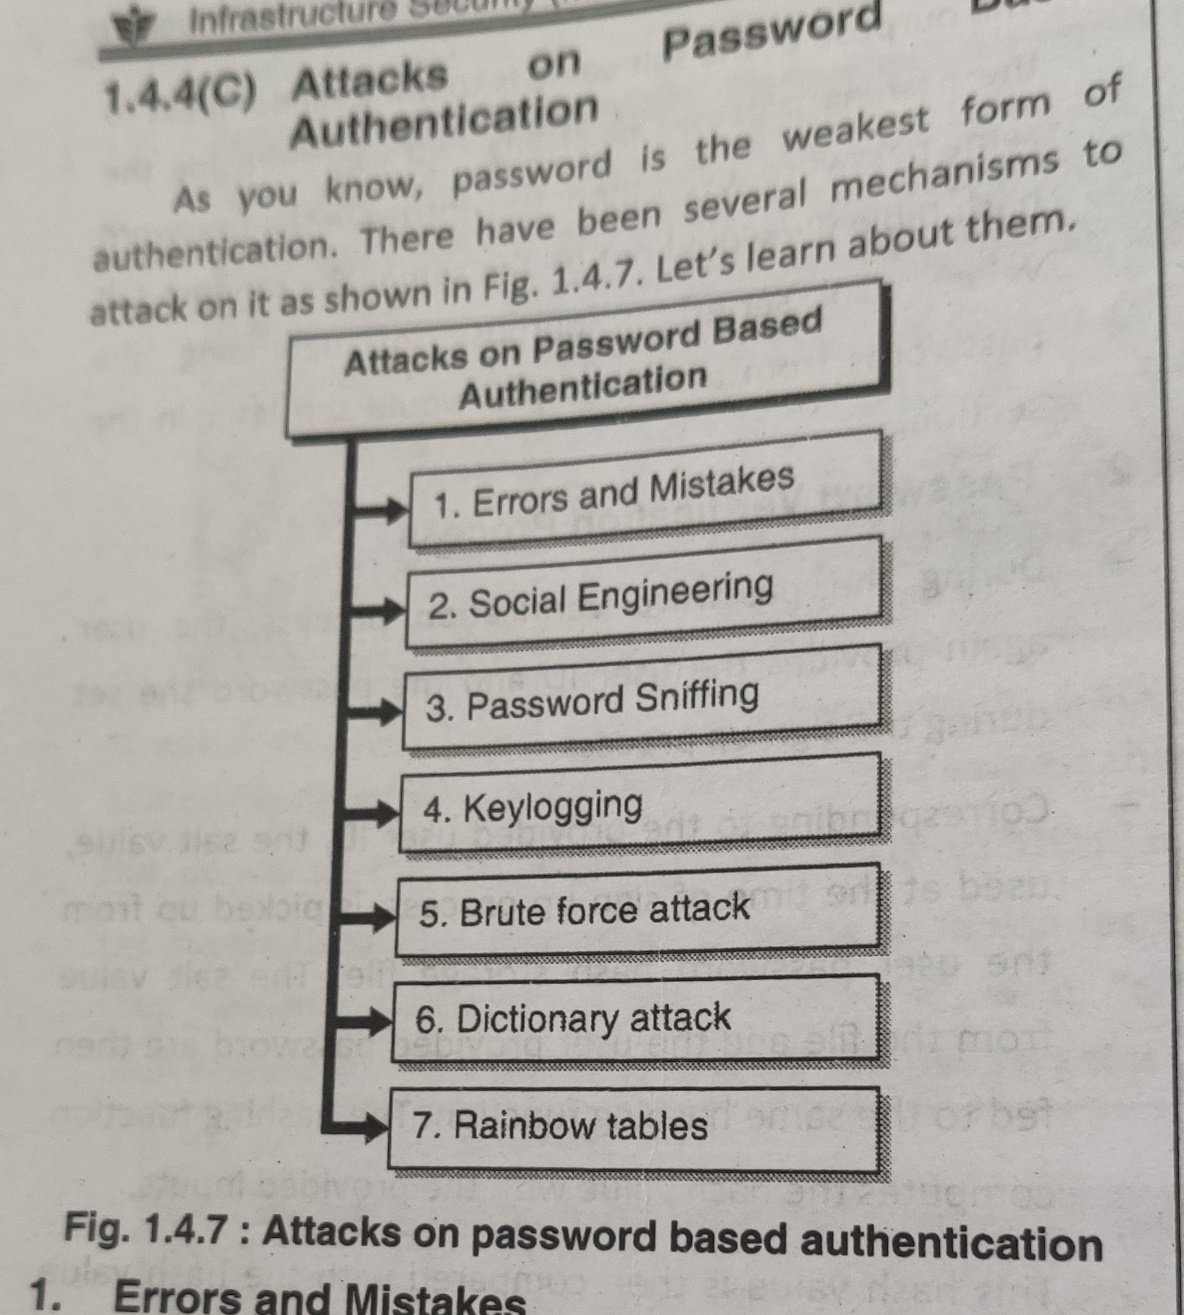 Infrastructure Security
1.4.4(C) Attacks on Password
Authentication
As you know, password is the weakest form of
authentication. There have been several mechanisms to
attack on it as shown in Fig. 1.4.7. Let's learn about them.
Attacks on Password Based
Authentication
1. Errors and Mistakes
2. Social Engineering
3. Password Sniffing
4. Keylogging
5. Brute force attack
6. Dictionary attack
7. Rainbow tables
Fig. 1.4.7 : Attacks on password based authentication
1. Errors and Mistakes